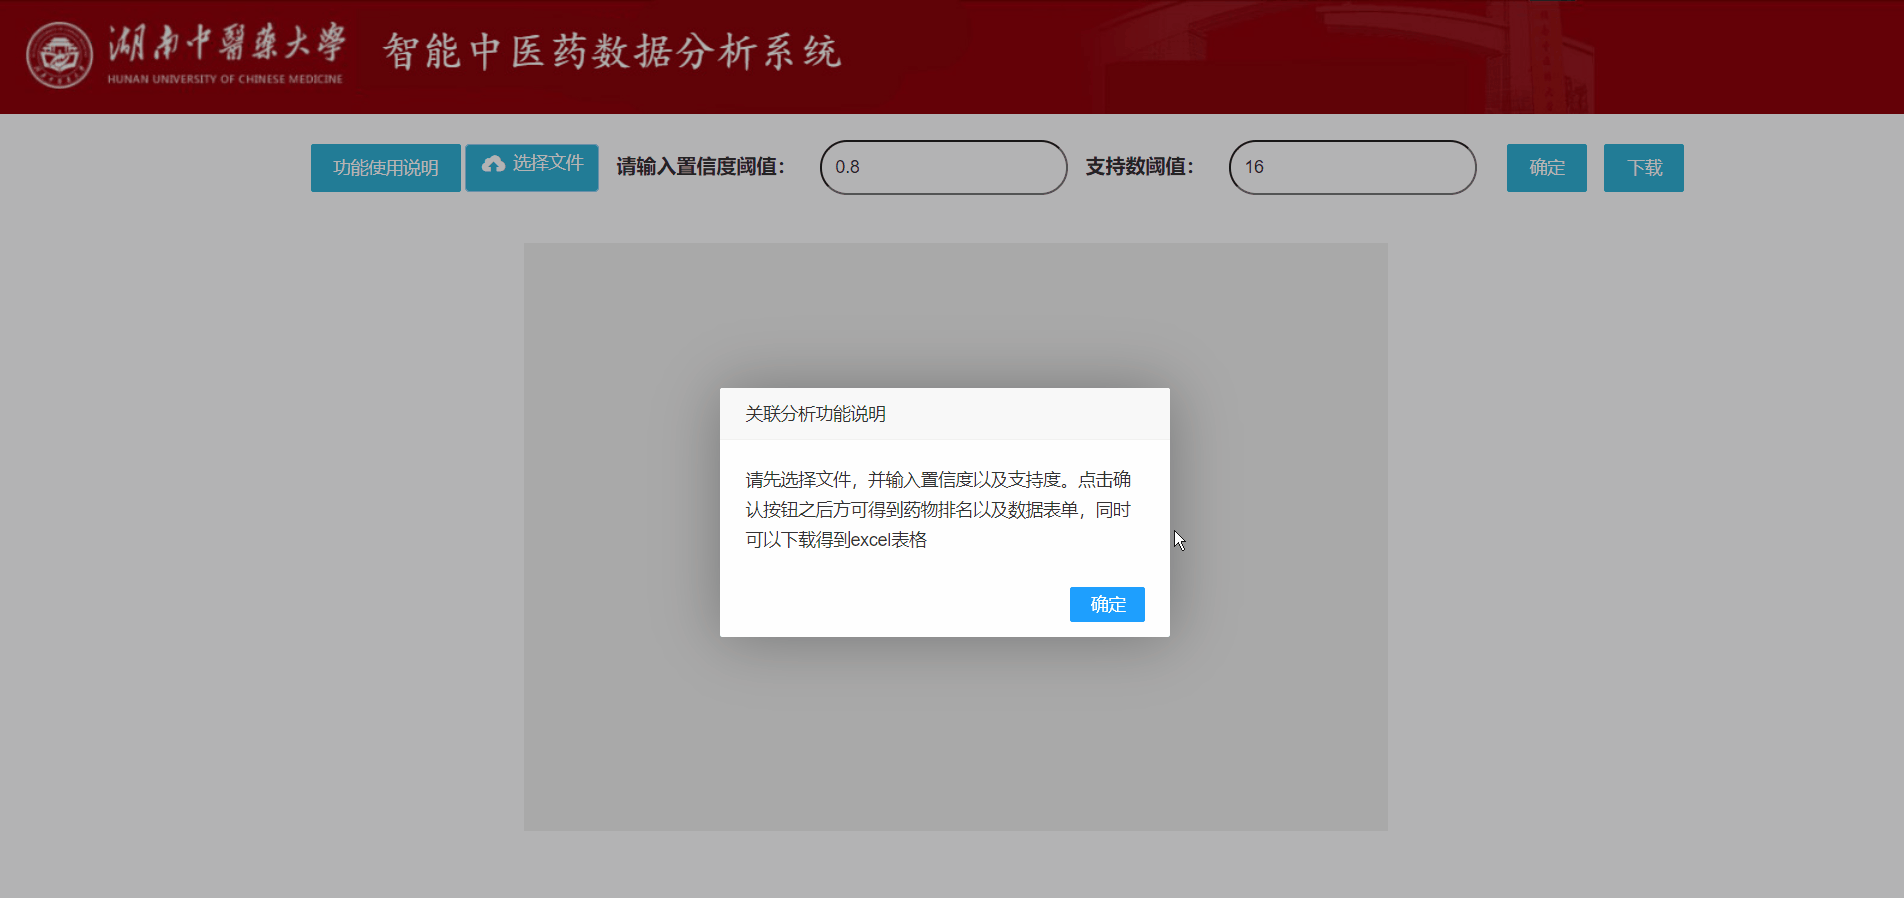 湖南中醫藥大學
HUNAN UNIVERSITY OF CHINESE MEDICINE
智能中医药数据分析系统
功能使用说明
选择文件
请输入置信度阈值：
0.8
支持数阈值：
16
确定
下载
关联分析功能说明
请先选择文件，并输入置信度以及支持度。点击确
认按钮之后方可得到药物排名以及数据表单，同时
可以下载得到excel表格
确定